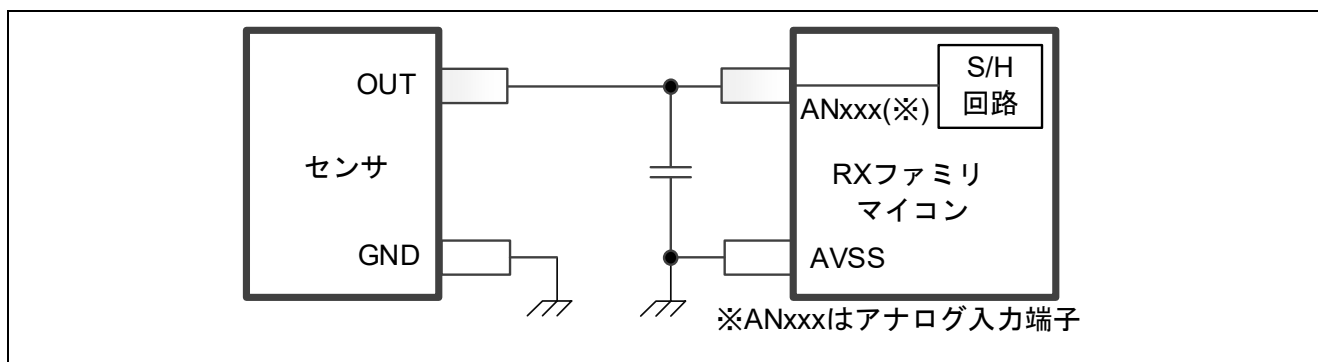 OUT
センサ
GND
S/H
回路
ANxxx(※)
RXファミリ
マイコン
AVSS
※ANxxxはアナログ入力端子